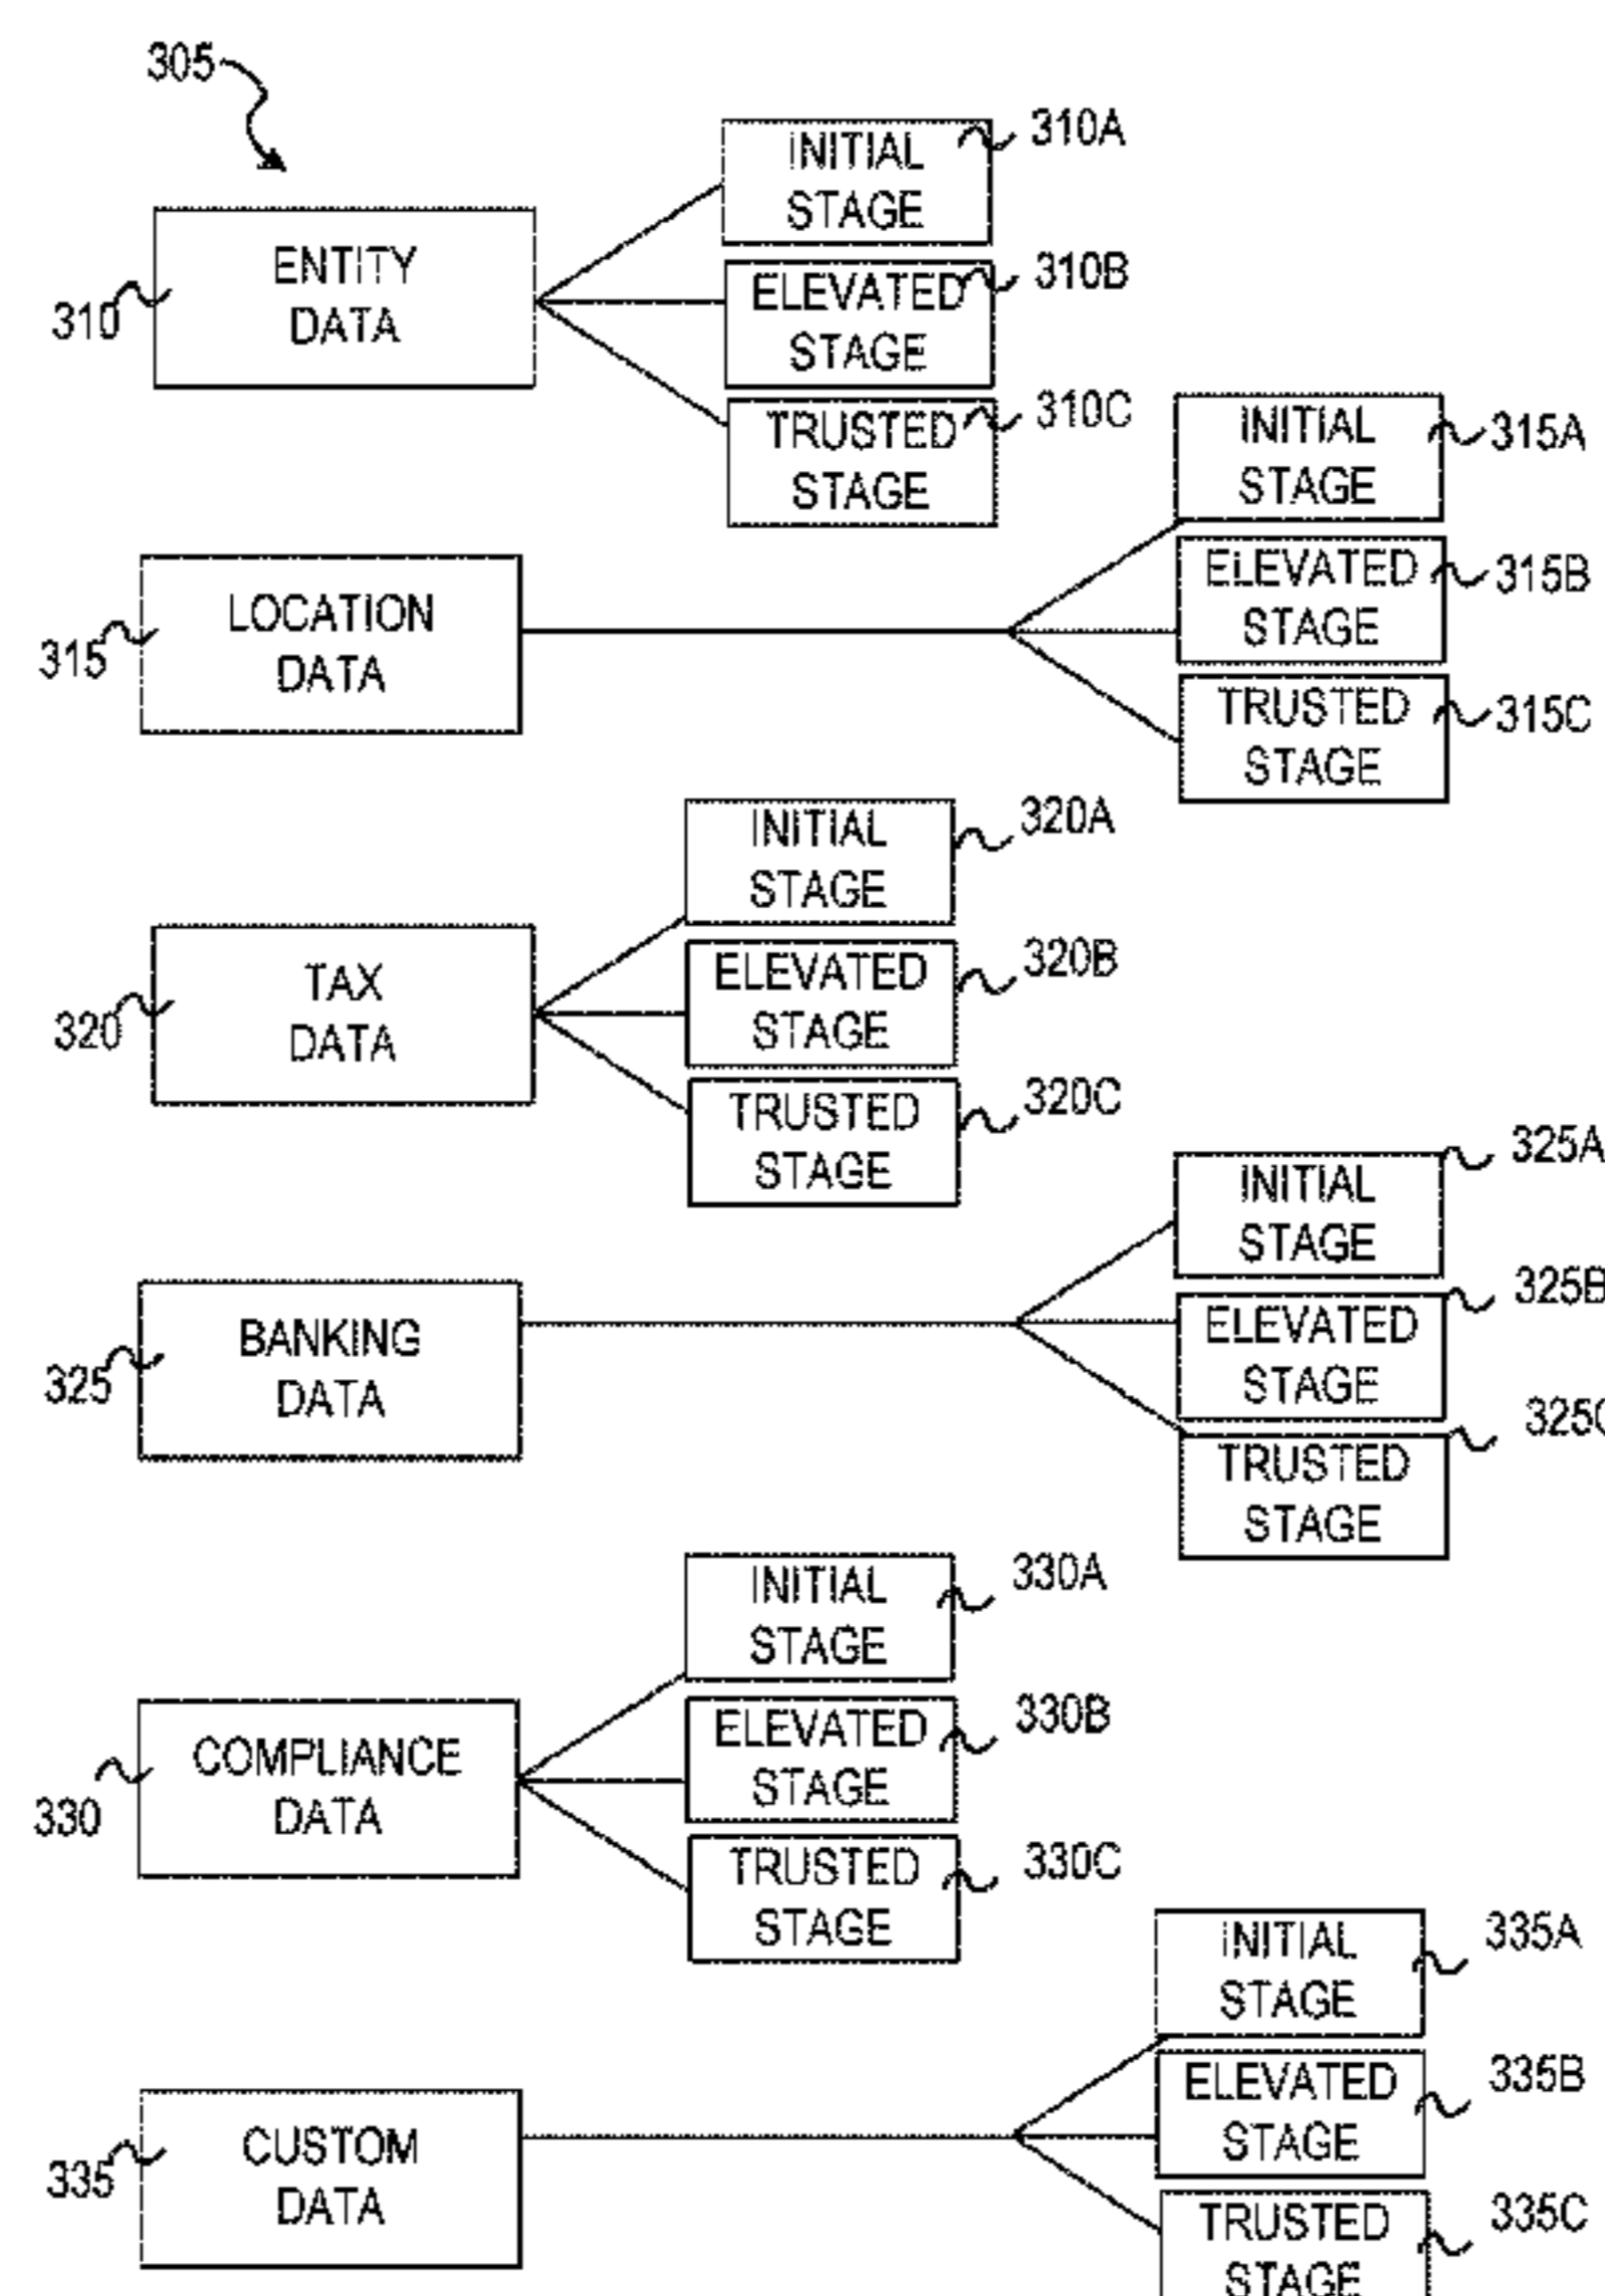 305
310A
INITIAL
STAGE
310
ENTITY
DATA
310B
ELEVATED
STAGE
310C
TRUSTED
STAGE
315A
INITIAL
STAGE
315
LOCATION
DATA
315B
ELEVATED
STAGE
315C
TRUSTED
STAGE
320A
INITIAL
STAGE
320
TAX
DATA
320B
ELEVATED
STAGE
320C
TRUSTED
STAGE
325A
INITIAL
STAGE
325
BANKING
DATA
325B
ELEVATED
STAGE
325C
TRUSTED
STAGE
330A
INITIAL
STAGE
330
COMPLIANCE
DATA
330B
ELEVATED
STAGE
330C
TRUSTED
STAGE
335A
INITIAL
STAGE
335
CUSTOM
DATA
335B
ELEVATED
STAGE
335C
TRUSTED
STAGE